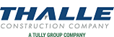 THALLE
CONSTRUCTION COMPANY
A TULLY GROUP COMPANY